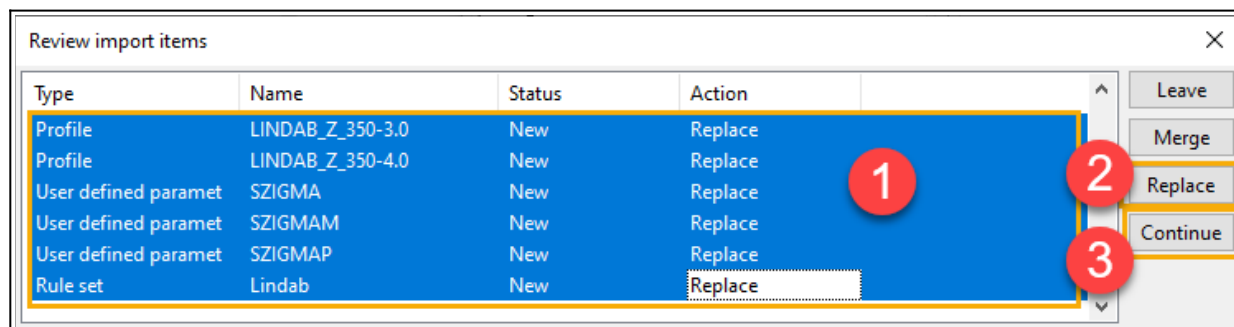 Review import items
Type Name Status Action Leave
Profile LINDAB_Z_350-3.0 New Replace Merge
Profile LINDAB_Z_350-4.0 New Replace
User defined paramet SZIGMA New Replace 1 2 Replace
User defined paramet SZIGMAM New Replace Continue
User defined paramet SZIGMAP New Replace 3
Rule set Lindab New Replace